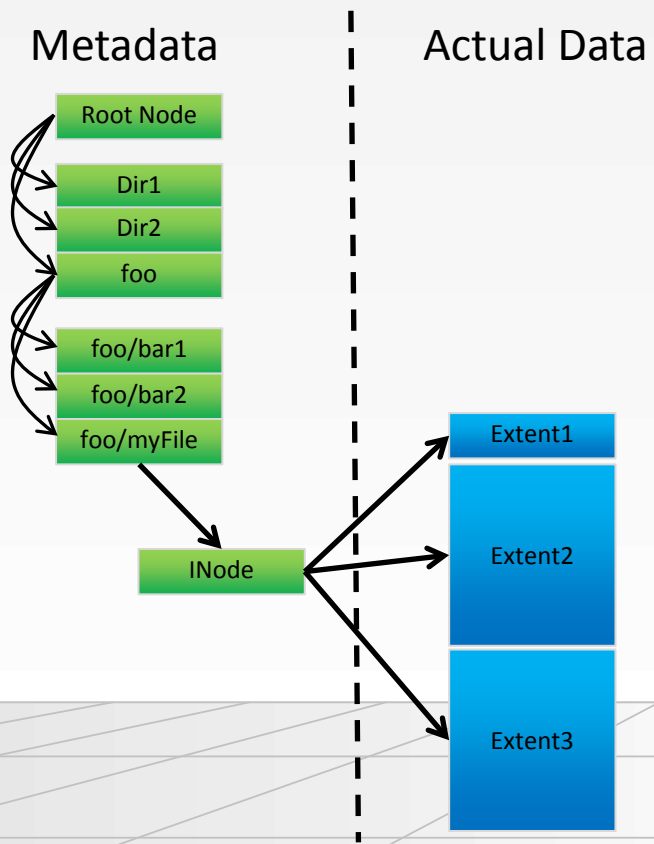 Metadata
Actual Data
Root Node
Dir1
Dir2
foo
foo/bar1
foo/bar2
foo/myFile
INode
Extent1
Extent2
Extent3